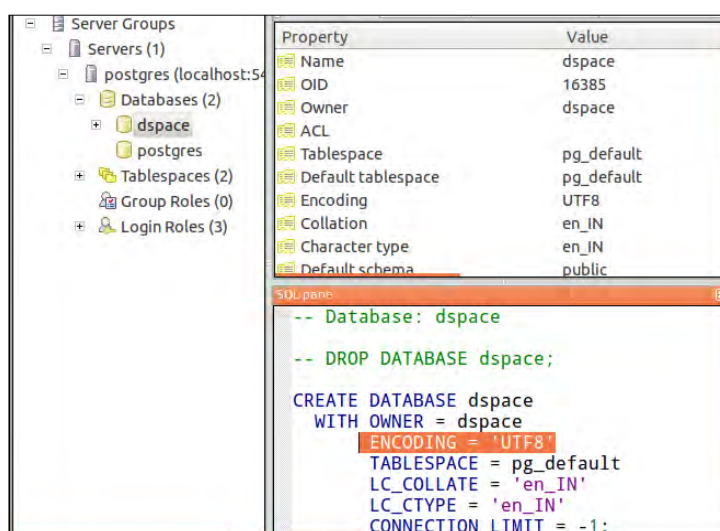 Server Groups
Servers (1)
postgres (localhost:54
Databases (2)
dspace
postgres
Tablespaces (2)
Group Roles (0)
Login Roles (3)
Property Value
Name dspace
OID 16385
Owner dspace
ACL
Tablespace pg_default
Default tablespace pg_default
Encoding UTF8
Collation en_IN
Character type en_IN
Default schema public
SQL pane
-- Database: dspace
-- DROP DATABASE dspace;
CREATE DATABASE dspace
WITH OWNER = dspace
ENCODING = 'UTF8'
TABLESPACE = pg_default
LC_COLLATE = 'en_IN'
LC_CTYPE = 'en_IN'
CONNECTION LIMIT = -1;